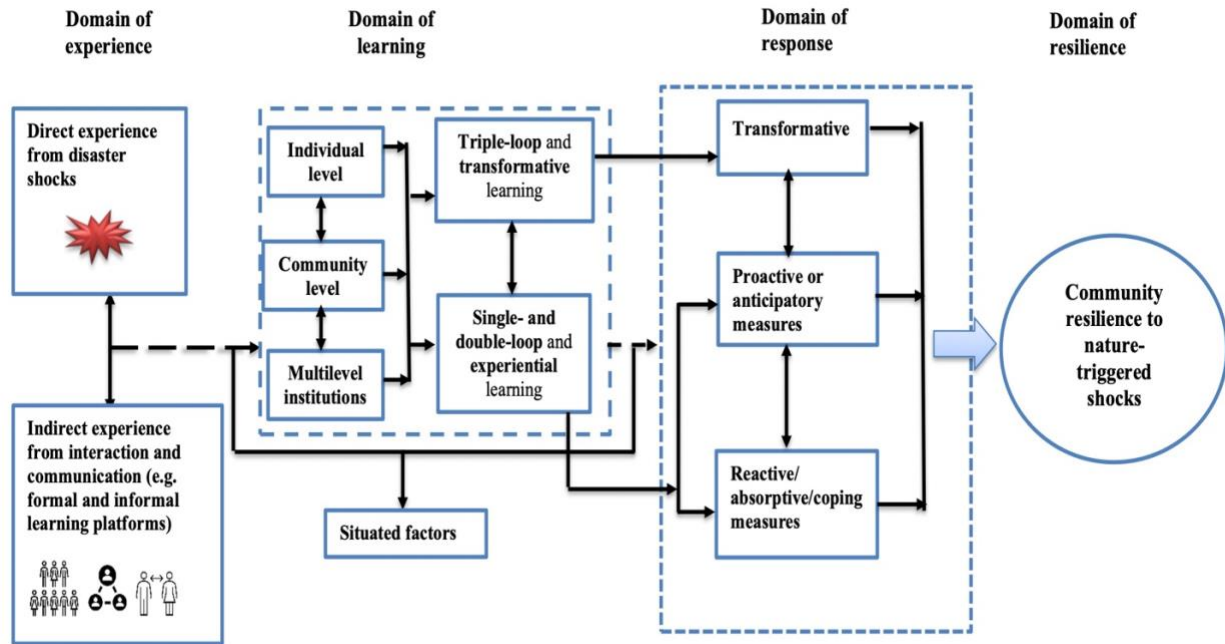 Domain of
experience
Domain of
learning
Domain of
response
Domain of
resilience
Direct experience
from disaster
shocks
Indirect experience
from interaction and
communication (e.g.
formal and informal
learning platforms)
Individual
level
Community
level
Multilevel
institutions
Triple-loop and
transformative
learning
Single- and
double-loop and
experiential
learning
Situated factors
Transformative
Proactive or
anticipatory
measures
Reactive/
absorptive/coping
measures
Community
resilience to
nature-
triggered
shocks